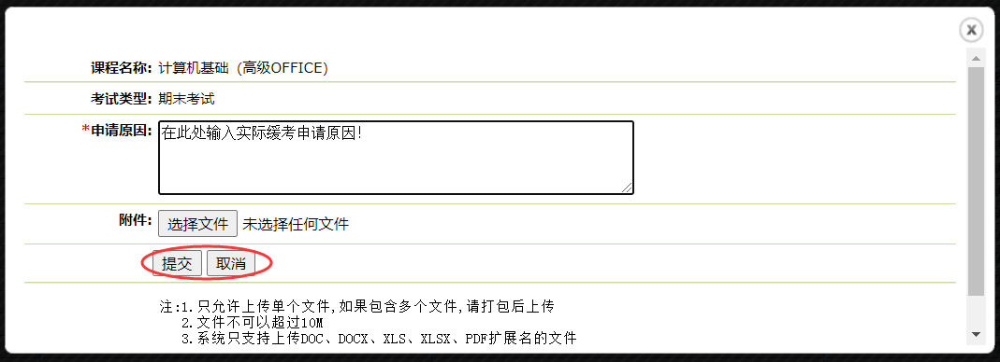 X
课程名称: 计算机基础 (高级OFFICE)
考试类型: 期末考试
*申请原因: 在此处输入实际缓考申请原因!
附件: 选择文件 未选择任何文件
提交 取消
注:1.只允许上传单个文件,如果包含多个文件,请打包后上传
2.文件不可以超过10M
3.系统只支持上传DOC、DOCX、XLS、XLSX、PDF扩展名的文件